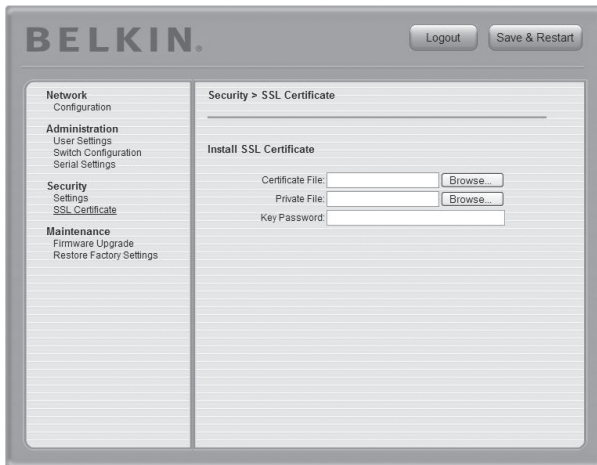 BELKIN.
Logout
Save & Restart
Network
Configuration
Administration
User Settings
Switch Configuration
Serial Settings
Security
Settings
SSL Certificate
Maintenance
Firmware Upgrade
Restore Factory Settings
Security > SSL Certificate
Install SSL Certificate
Certificate File: Browse...
Private File: Browse...
Key Password: